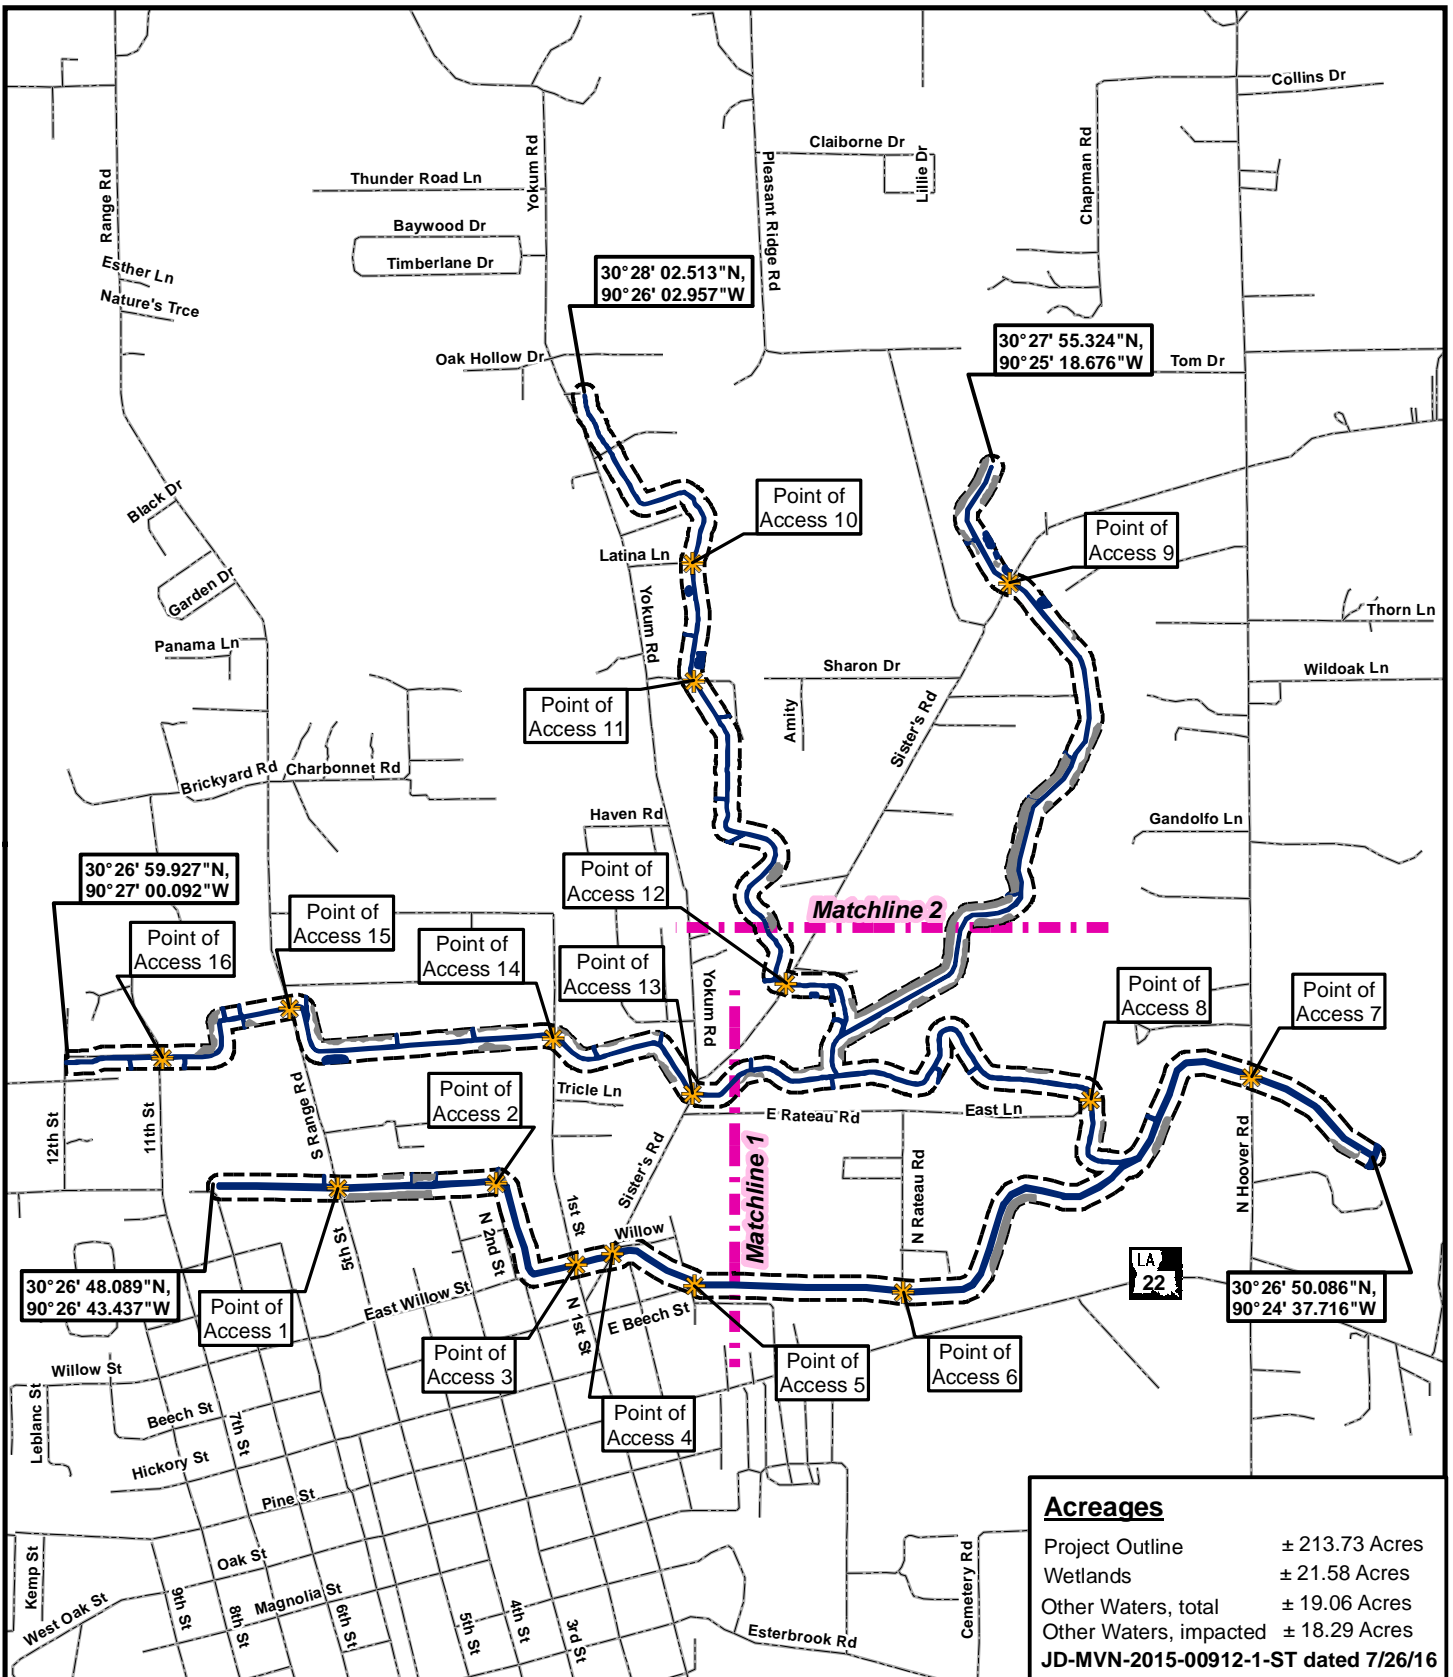 Collins Dr
Claiborne Dr
Lillie Dr
Chapman Rd
Yokum Rd
Pleasant Ridge Rd
Range Rd
Thunder Road Ln
Baywood Dr
Timberlane Dr
Esther Ln
Nature's Trce
30°28' 02.513"N,
90°26' 02.957"W
30°27' 55.324"N,
90°25' 18.676"W
Tom Dr
Oak Hollow Dr
Black Dr
Point of
Access 10
Point of
Access 9
Latina Ln
Garden Dr
Yokum Rd
Thorn Ln
Panama Ln
Sharon Dr
Wildoak Ln
Point of
Access 11
Amity
Sister's Rd
Brickyard Rd
Charbonnet Rd
Haven Rd
Gandolfo Ln
30°26' 59.927"N,
90°27' 00.092"W
Point of
Access 12
Matchline 2
Point of
Access 15
Point of
Access 16
Point of
Access 14
Point of
Access 13
Yokum Rd
Point of
Access 8
Point of
Access 7
Point of
Access 2
Tricle Ln
E Rateau Rd
East Ln
12th St
11th St
S Range Rd
Sister's Rd
Matchline 1
N Rateau Rd
N Hoover Rd
5th St
N 2nd St
1st St
Willow
LA
22
30°26' 48.089"N,
90°26' 43.437"W
30°26' 50.086"N,
90°24' 37.716"W
Point of
Access 1
East Willow St
N 1st St
E Beech St
Point of
Access 3
Point of
Access 5
Point of
Access 6
Willow St
Leblanc St
Beech St
7th St
Point of
Access 4
Hickory St
Pine St
Oak St
Kemp St
Magnolia St
West Oak St
9th St
8th St
6th St
5th St
4th St
3rd St
Esterbrook Rd
Cemetery Rd
Acreages
Project Outline ± 213.73 Acres
Wetlands ± 21.58 Acres
Other Waters, total ± 19.06 Acres
Other Waters, impacted ± 18.29 Acres
JD-MVN-2015-00912-1-ST dated 7/26/16